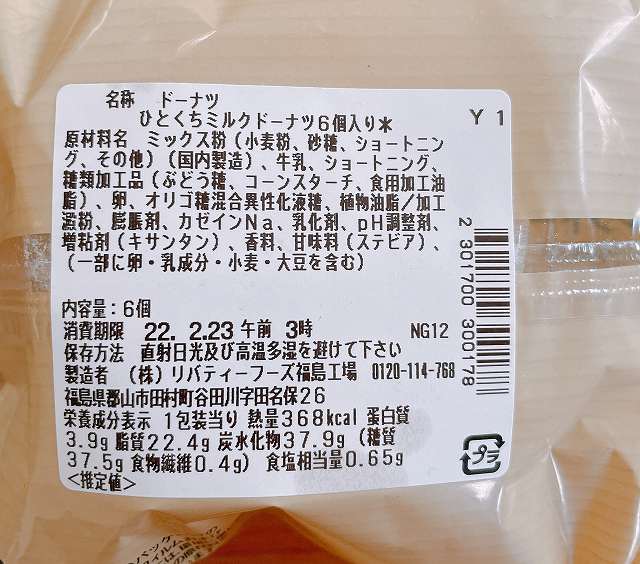 名称 ドーナツ
ひとくちミルクドーナツ6個入り*
Y 1
原材料名 ミックス粉(小麦粉、砂糖、ショートニン
グ、その他)(国内製造)、牛乳、ショートニング、
糖類加工品(ぶどう糖、コーンスターチ、食用加工油
脂)、卵、オリゴ糖混合異性化液糖、植物油脂/加工
澱粉、膨脹剤、カゼインNa、乳化剤、pH調整剤、
増粘剤(キサンタン)、香料、甘味料(ステビア)、
(一部に卵・乳成分・小麦・大豆を含む)
2 301700 300178
内容量:6個
消費期限 22. 2.23 午前 3時 NG12
保存方法 直射日光及び高温多湿を避けて下さい
製造者 (株)リバティーフーズ福島工場 0120-114-768
福島県郡山市田村町谷田川字田名保26
栄養成分表示 1包装当り 熱量368kcal 蛋白質
3.9g 脂質22.4g 炭水化物37.9g(糖質
37.5g 食物繊維0.4g) 食塩相当量0.65g
<推定値>
プラ